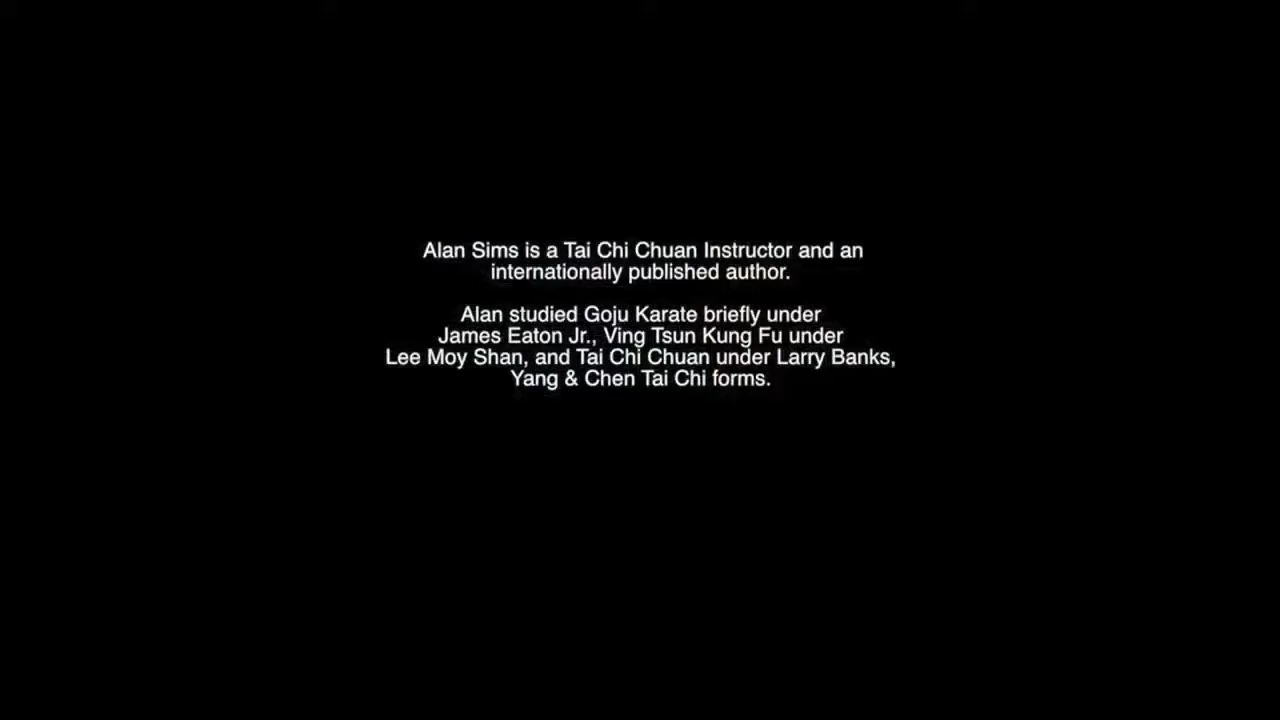 Alan Sims is a Tai Chi Chuan Instructor and an
internationally published author.
Alan studied Goju Karate briefly under
James Eaton Jr., Ving Tsun Kung Fu under
Lee Moy Shan, and Tai Chi Chuan under Larry Banks,
Yang & Chen Tai Chi forms.